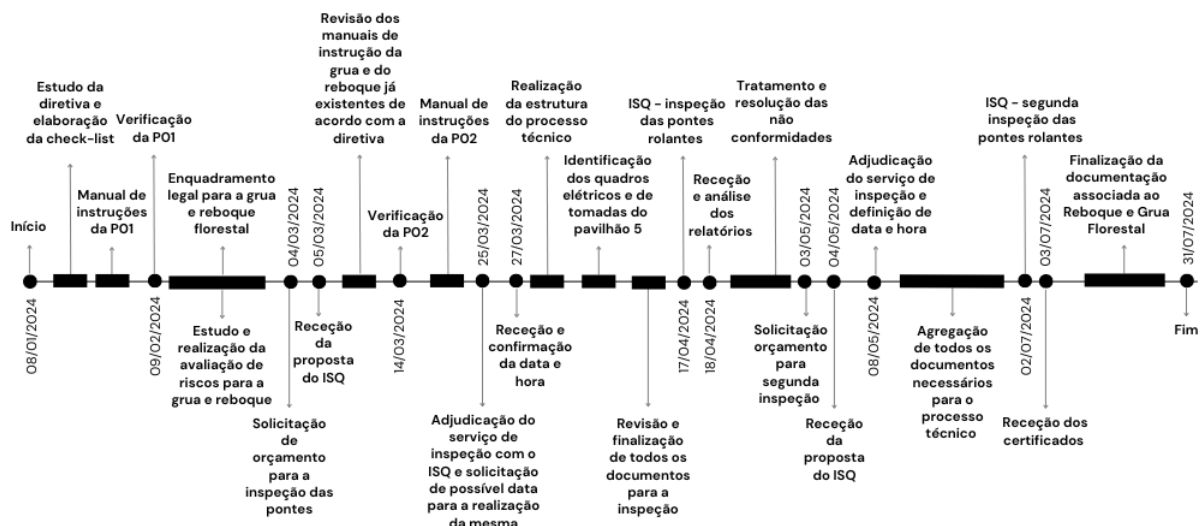 Início
08/01/2024
Estudo da
diretiva e
elaboração
da check-list
Manual de
instruções
da P01
Verificação
da P01
09/02/2024
Enquadramento
legal para a grua
e reboque
florestal
Estudo e
realização da
avaliação de
riscos para a
grua e reboque
04/03/2024
Solicitação
de
orçamento
para a
inspeção das
pontes
05/03/2024
Receção
da
proposta
do ISQ
Revisão dos
manuais de
instrução da
grua e do
reboque já
existentes de
acordo com a
diretiva
Verificação
da P02
14/03/2024
Manual de
instruções
da P02
25/03/2024
Adjudicação do
serviço de
inspeção com o
ISQ e solicitação
de possível data
para a realização
da mesma
27/03/2024
Receção e
confirmação
da data e
hora
Realização
da estrutura
do processo
técnico
Identificação
dos quadros
elétricos e de
tomadas do
pavilhão 5
Revisão e
finalização
de todos os
documentos
para a
inspeção
ISQ - inspeção
das pontes
rolantes
17/04/2024
Receção
e análise
dos
relatórios
18/04/2024
Tratamento e
resolução das
não
conformidades
03/05/2024
Solicitação
orçamento
para
segunda
inspeção
04/05/2024
Receção
da
proposta
do ISQ
Adjudicação
do serviço de
inspeção e
definição de
data e hora
08/05/2024
Agregação
de todos os
documentos
necessários
para o
processo
técnico
ISQ - segunda
inspeção das
pontes rolantes
02/07/2024
03/07/2024
Receção dos
certificados
Finalização da
documentação
associada ao
Reboque e Grua
Florestal
31/07/2024
Fim